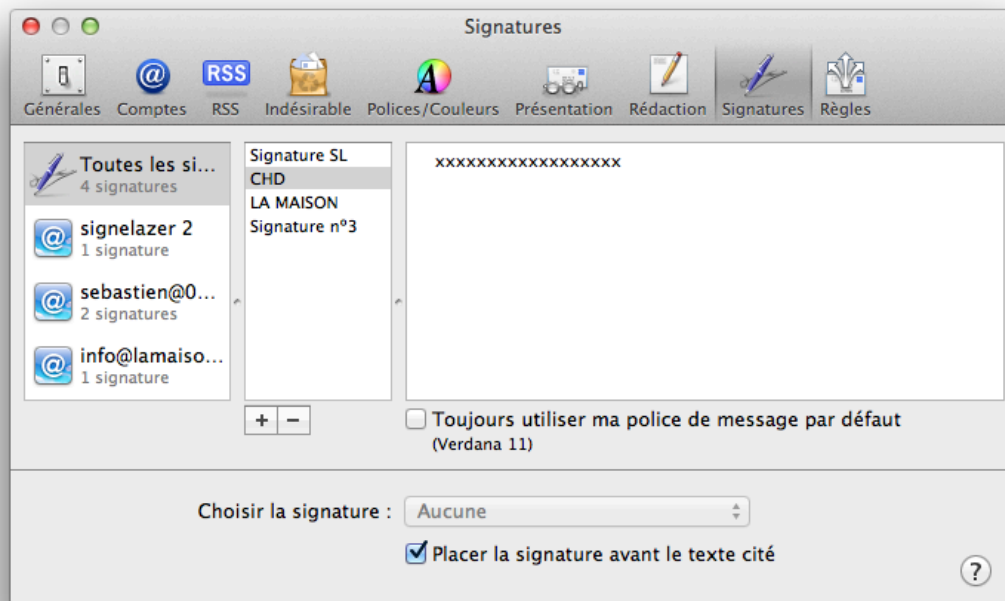 Signatures
RSS
Générales Comptes RSS Indésirable Polices/Couleurs Présentation Rédaction Signatures Règles
Toutes les si...
4 signatures
signelazer 2
1 signature
sebastien@0...
2 signatures
info@lamaiso...
1 signature
Signature SL
CHD
LA MAISON
Signature nº3
xxxxxxxxxxxxxxxxxx
+ −
Toujours utiliser ma police de message par défaut
(Verdana 11)
Choisir la signature : Aucune
Placer la signature avant le texte cité
?